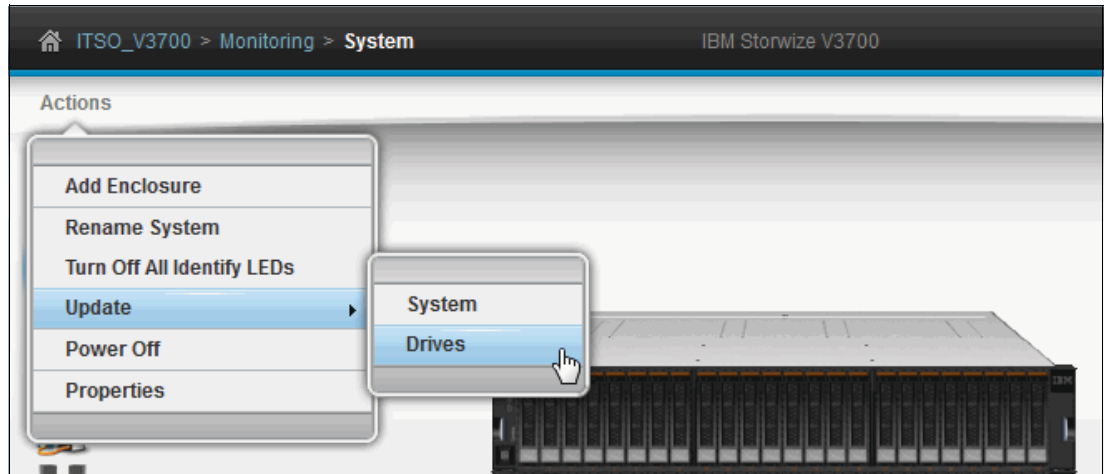 ITSO_V3700 > Monitoring > System
IBM Storwize V3700
Actions
Add Enclosure
Rename System
Turn Off All Identify LEDs
Update
Power Off
Properties
System
Drives
IBM